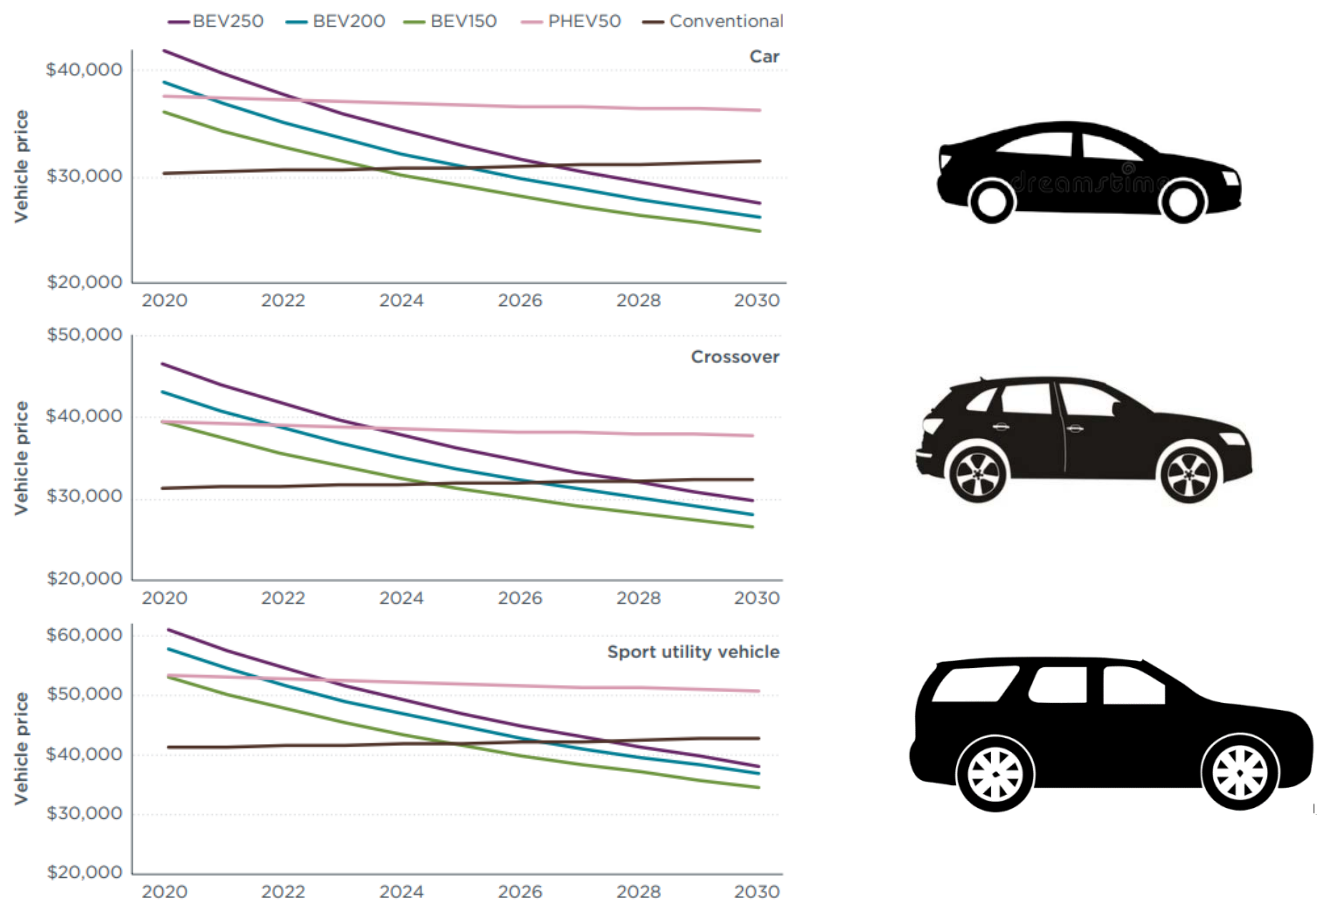 BEV250 BEV200 BEV150 PHEV50 Conventional
Car
$40,000
$30,000
$20,000
Vehicle price
2020 2022 2024 2026 2028 2030
dreamstime
$50,000
Crossover
$40,000
$30,000
$20,000
Vehicle price
2020 2022 2024 2026 2028 2030
$60,000
Sport utility vehicle
$50,000
$40,000
$30,000
$20,000
Vehicle price
2020 2022 2024 2026 2028 2030